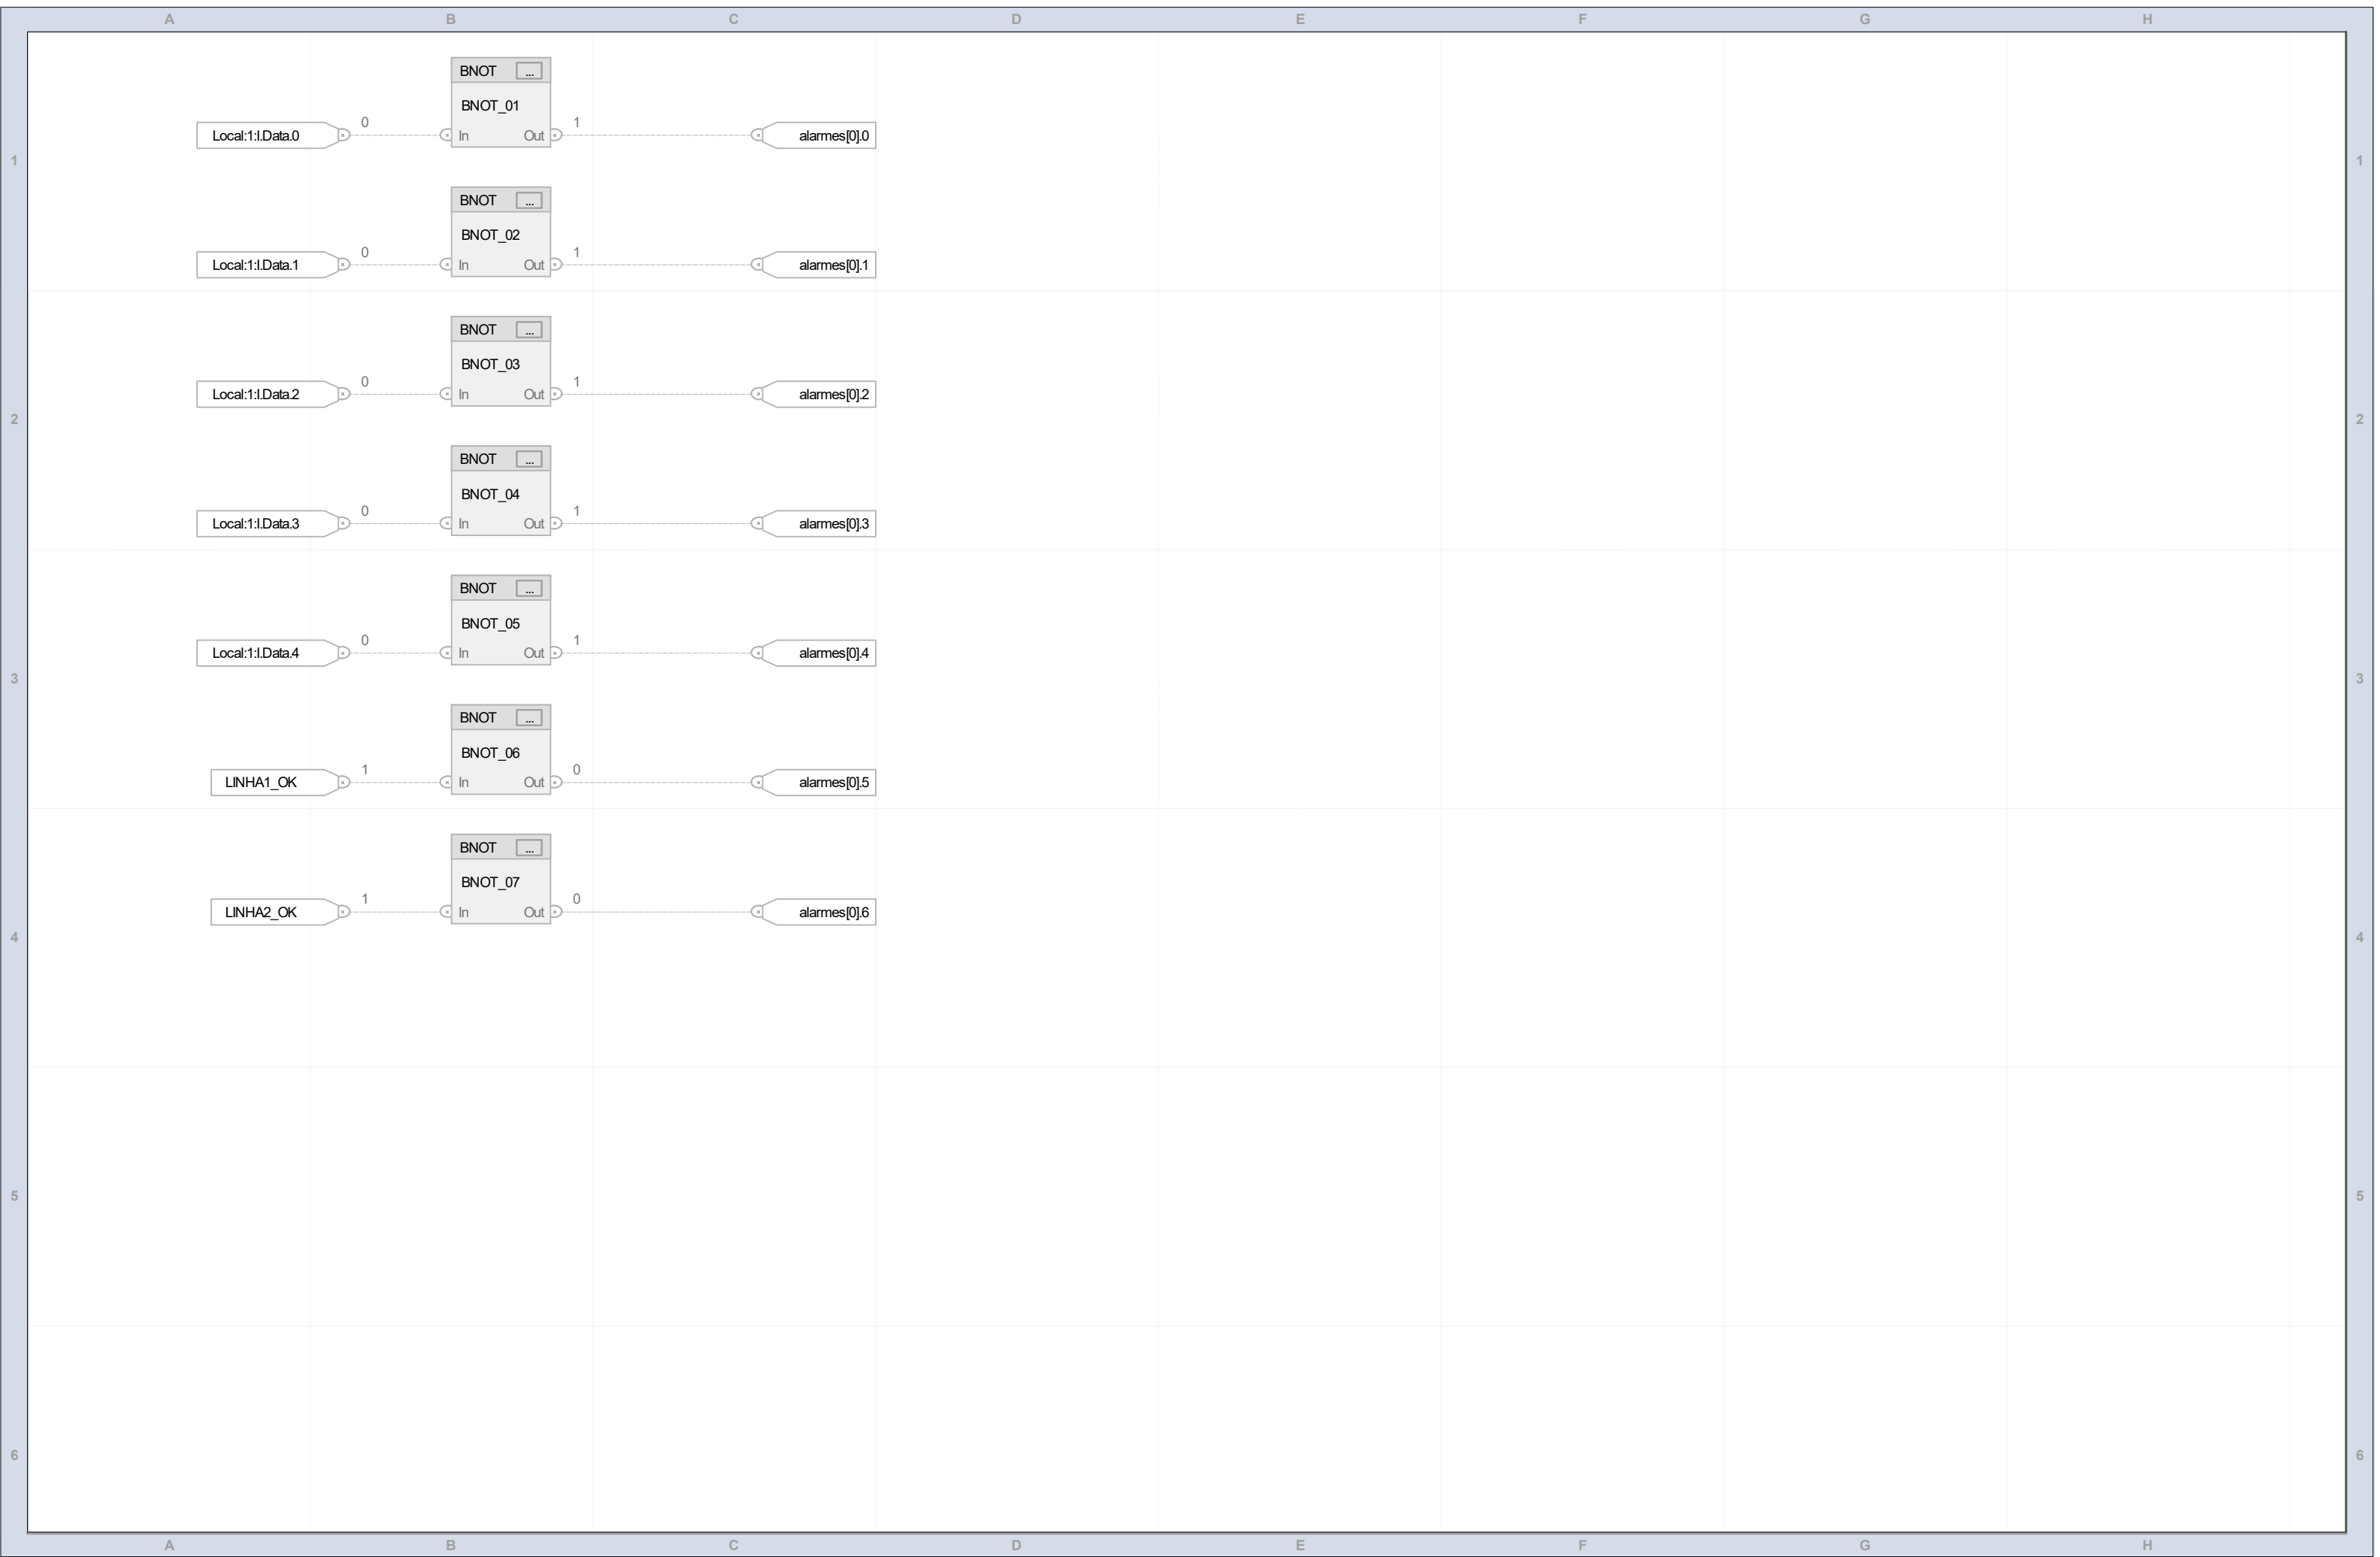 A B C D E F G H
BNOT ...
BNOT_01
Local:1:I.Data.0 0 In Out 1 alarmes[0].0
1 1
BNOT ...
BNOT_02
Local:1:I.Data.1 0 In Out 1 alarmes[0].1
BNOT ...
BNOT_03
Local:1:I.Data.2 0 In Out 1 alarmes[0].2
2 2
BNOT ...
BNOT_04
Local:1:I.Data.3 0 In Out 1 alarmes[0].3
BNOT ...
BNOT_05
Local:1:I.Data.4 0 In Out 1 alarmes[0].4
3 3
BNOT ...
BNOT_06
LINHA1_OK 1 In Out 0 alarmes[0].5
BNOT ...
BNOT_07
LINHA2_OK 1 In Out 0 alarmes[0].6
4 4
5 5
6 6
A B C D E F G H